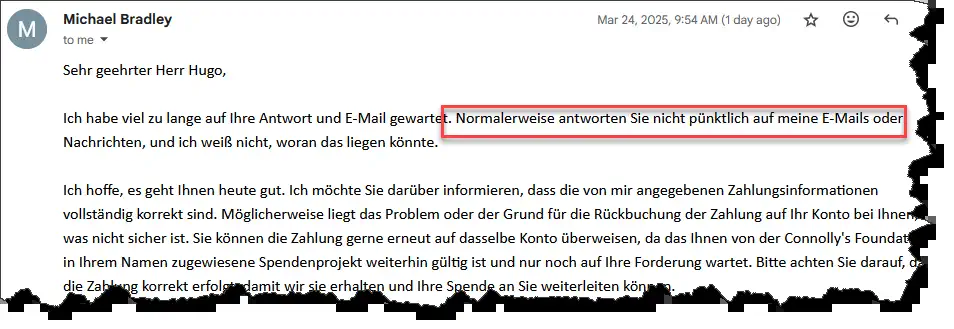 M
Michael Bradley
Mar 24, 2025, 9:54 AM (1 day ago)
to me
Sehr geehrter Herr Hugo,
Ich habe viel zu lange auf Ihre Antwort und E-Mail gewartet. Normalerweise antworten Sie nicht pünktlich auf meine E-Mails oder
Nachrichten, und ich weiß nicht, woran das liegen könnte.
Ich hoffe, es geht Ihnen heute gut. Ich möchte Sie darüber informieren, dass die von mir angegebenen Zahlungsinformationen
vollständig korrekt sind. Möglicherweise liegt das Problem oder der Grund für die Rückbuchung der Zahlung auf Ihr Konto bei Ihnen,
was nicht sicher ist. Sie können die Zahlung gerne erneut auf dasselbe Konto überweisen, da das Ihnen von der Connolly's
in Ihrem Namen zugewiesene Spendenprojekt weiterhin gültig ist und nur noch auf Ihre Forderung wartet. Bitte achten Sie darauf,
die Zahlung korrekt erfolgt, damit wir sie erhalten und Ihre Spende an Sie weiterleiten können.